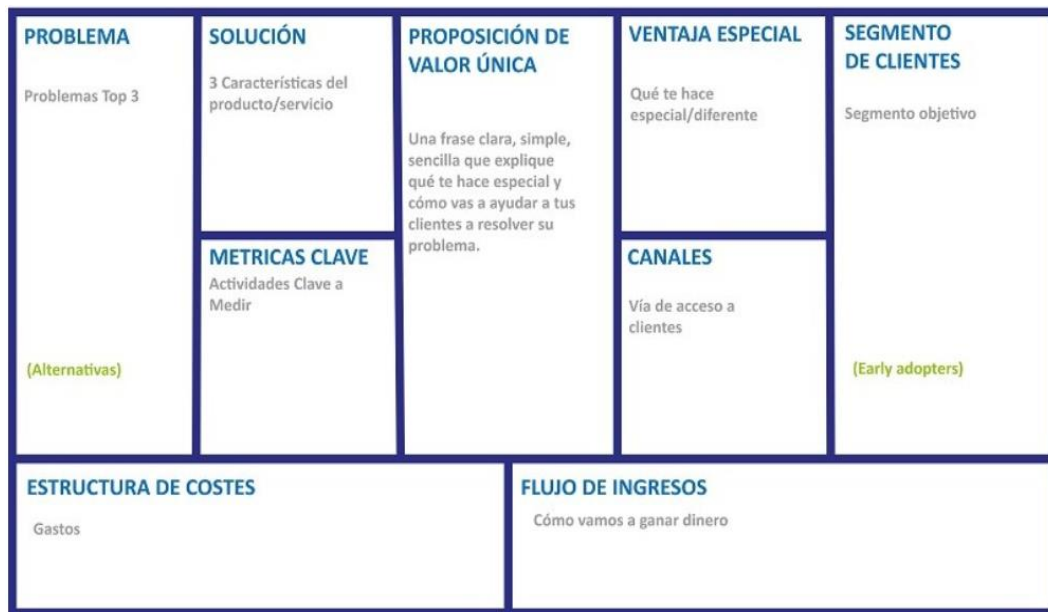 PROBLEMA
Problemas Top 3
(Alternativas)
SOLUCIÓN
3 Características del
producto/servicio
METRICAS CLAVE
Actividades Clave a
Medir
PROPOSICIÓN DE
VALOR ÚNICA
Una frase clara, simple,
sencilla que explique
qué te hace especial y
cómo vas a ayudar a tus
clientes a resolver su
problema.
VENTAJA ESPECIAL
Qué te hace
especial/diferente
CANALES
Vía de acceso a
clientes
SEGMENTO
DE CLIENTES
Segmento objetivo
(Early adopters)
ESTRUCTURA DE COSTES
Gastos
FLUJO DE INGRESOS
Cómo vamos a ganar dinero